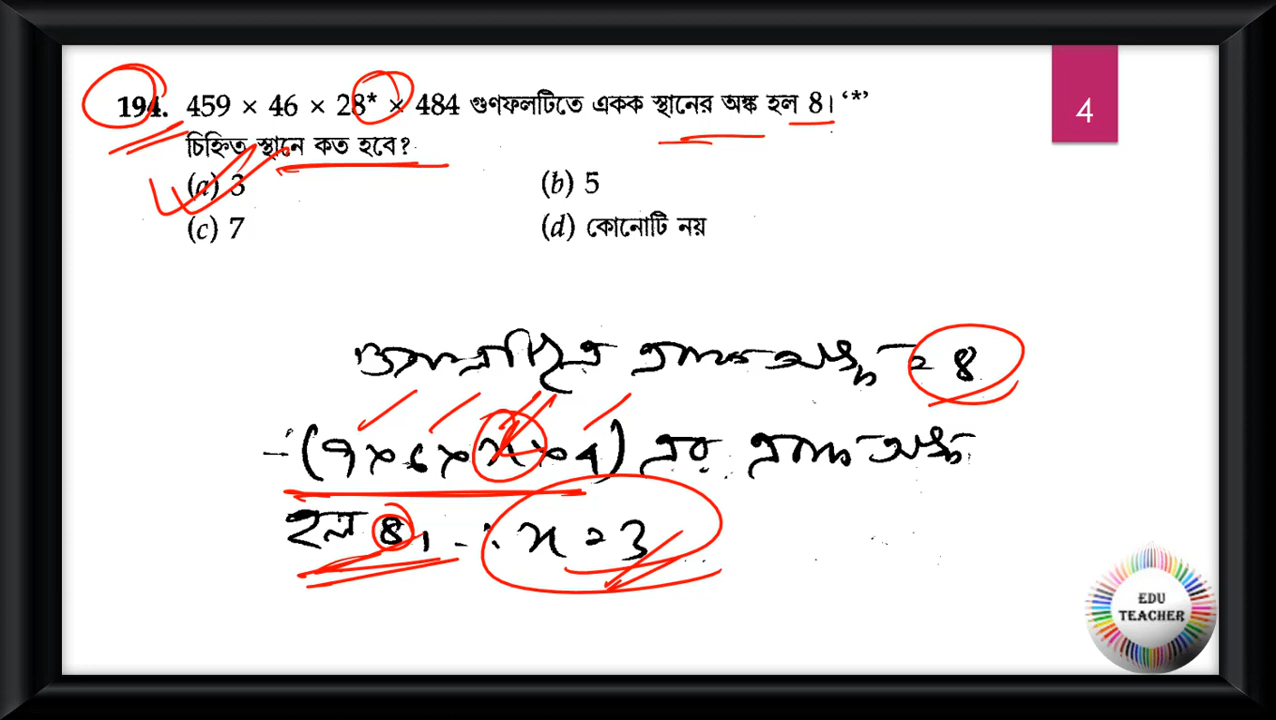 4
194. 459 × 46 × 28* × 484 গুণফলটিতে একক স্থানের অঙ্ক হল 8। ‘*’
চিহ্নিত স্থানে কত হবে?
(a) 3 (b) 5
(c) 7 (d) কোনোটি নয়
একক অঙ্ক = 8
(9 × 6 × x × 4) এর একক অঙ্ক
হল 8, ∴ x = 3
EDU
TEACHER